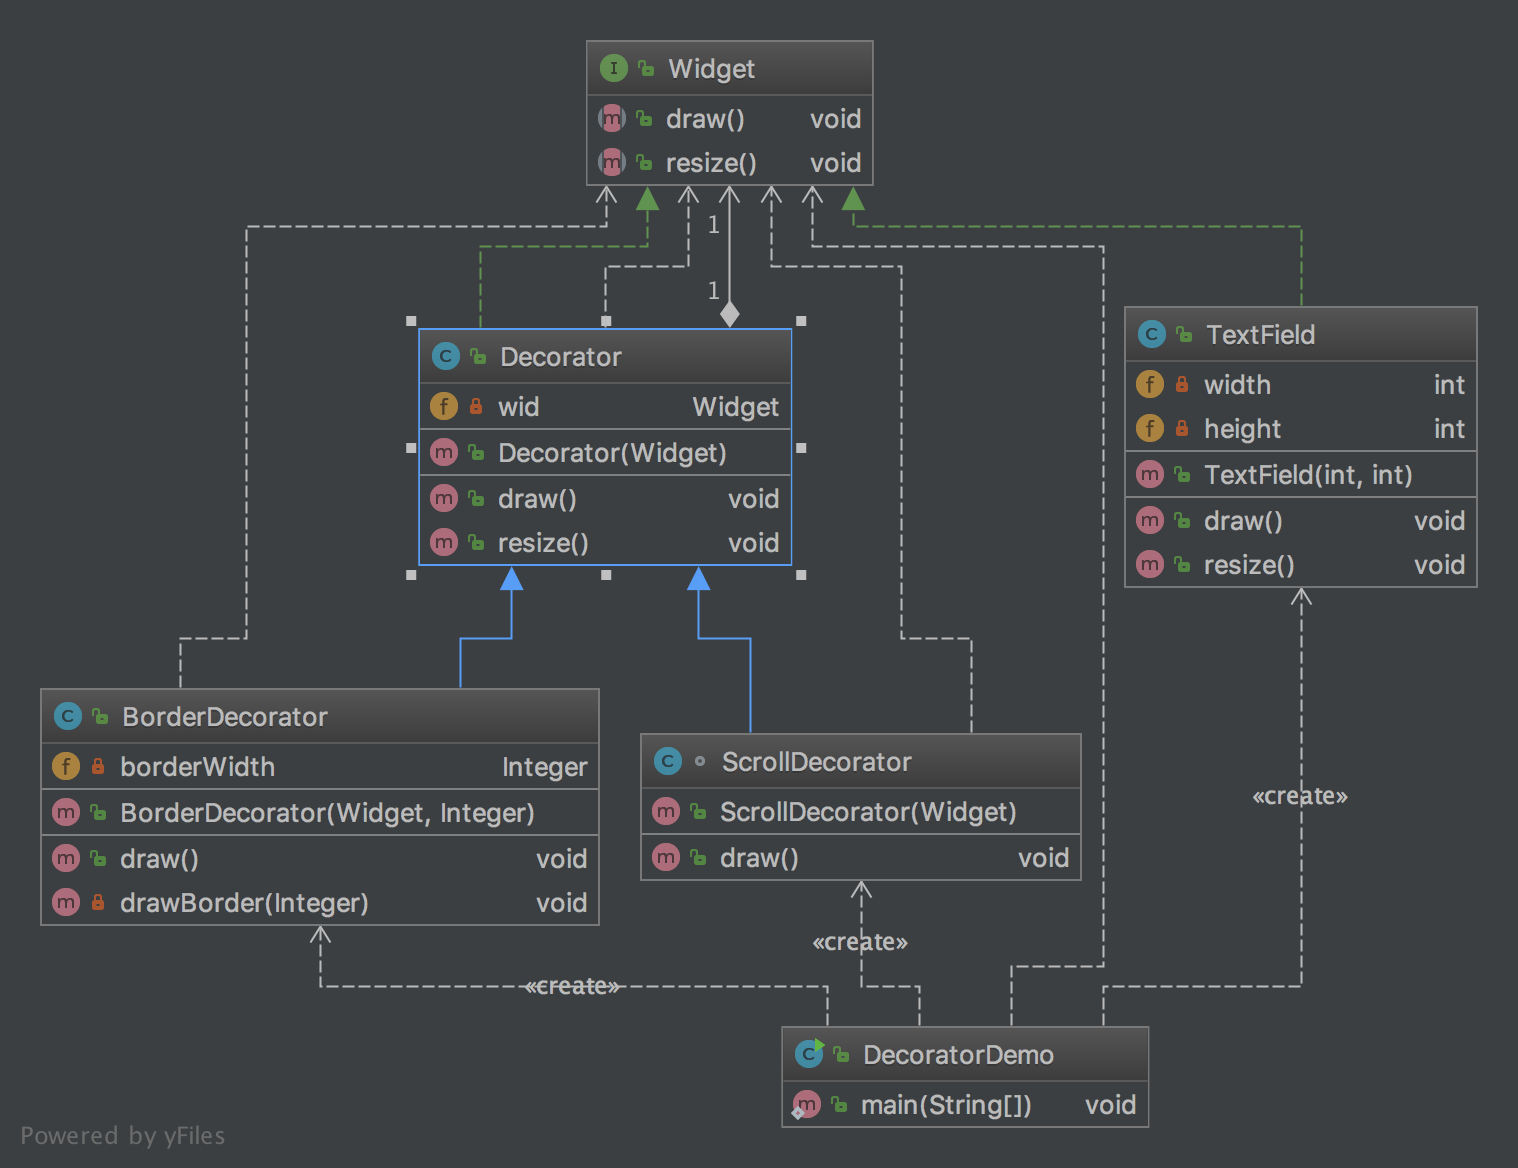 Widget
draw() void
resize() void
1
1
Decorator
wid Widget
Decorator(Widget)
draw() void
resize() void
TextField
width int
height int
TextField(int, int)
draw() void
resize() void
BorderDecorator
borderWidth Integer
BorderDecorator(Widget, Integer)
draw() void
drawBorder(Integer) void
ScrollDecorator
ScrollDecorator(Widget)
draw() void
«create»
«create»
«create»
DecoratorDemo
main(String[]) void
Powered by yFiles